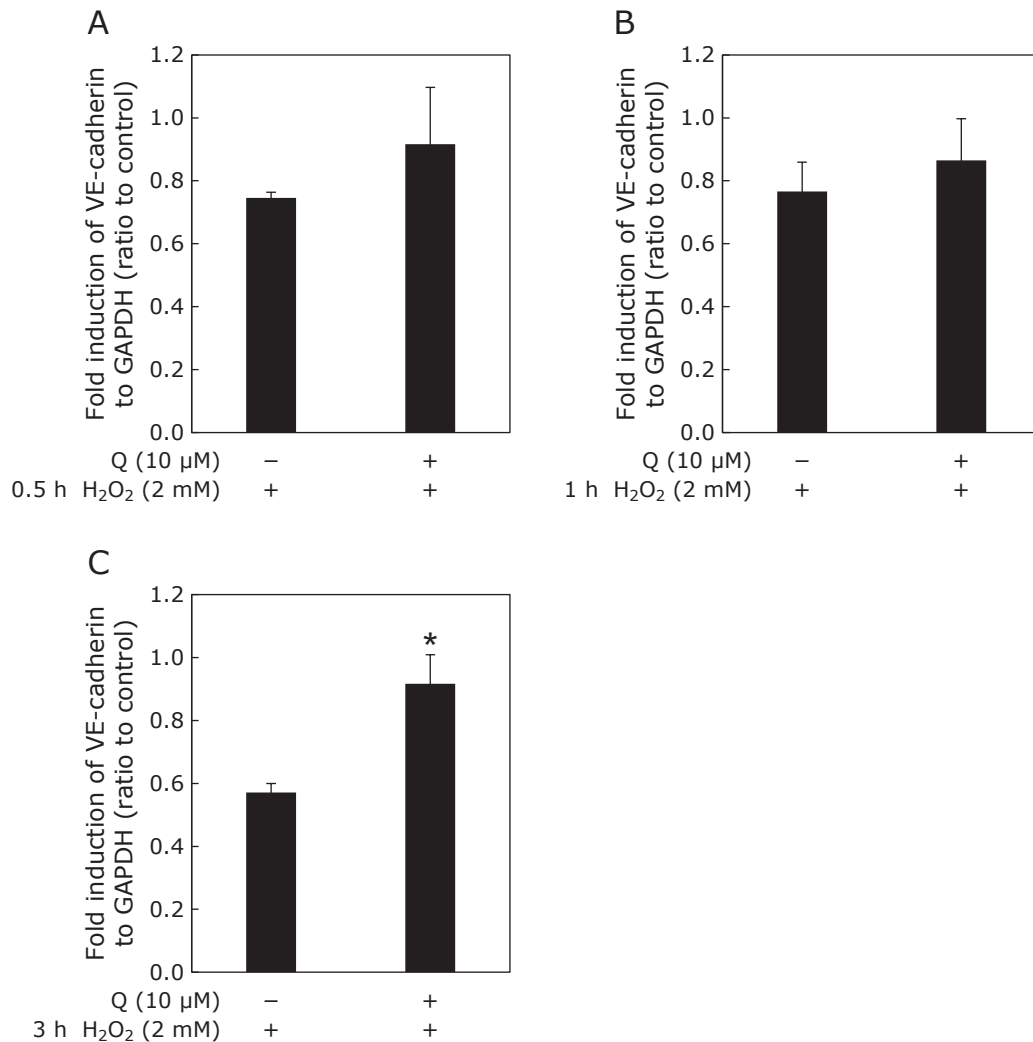 A
Fold induction of VE-cadherin
to GAPDH (ratio to control)
1.2
1.0
0.8
0.6
0.4
0.2
0.0
Q (10 µM) − +
0.5 h H₂O₂ (2 mM) + +
B
Fold induction of VE-cadherin
to GAPDH (ratio to control)
1.2
1.0
0.8
0.6
0.4
0.2
0.0
Q (10 µM) − +
1 h H₂O₂ (2 mM) + +
C
Fold induction of VE-cadherin
to GAPDH (ratio to control)
1.2
1.0
0.8
0.6
0.4
0.2
0.0
*
Q (10 µM) − +
3 h H₂O₂ (2 mM) + +